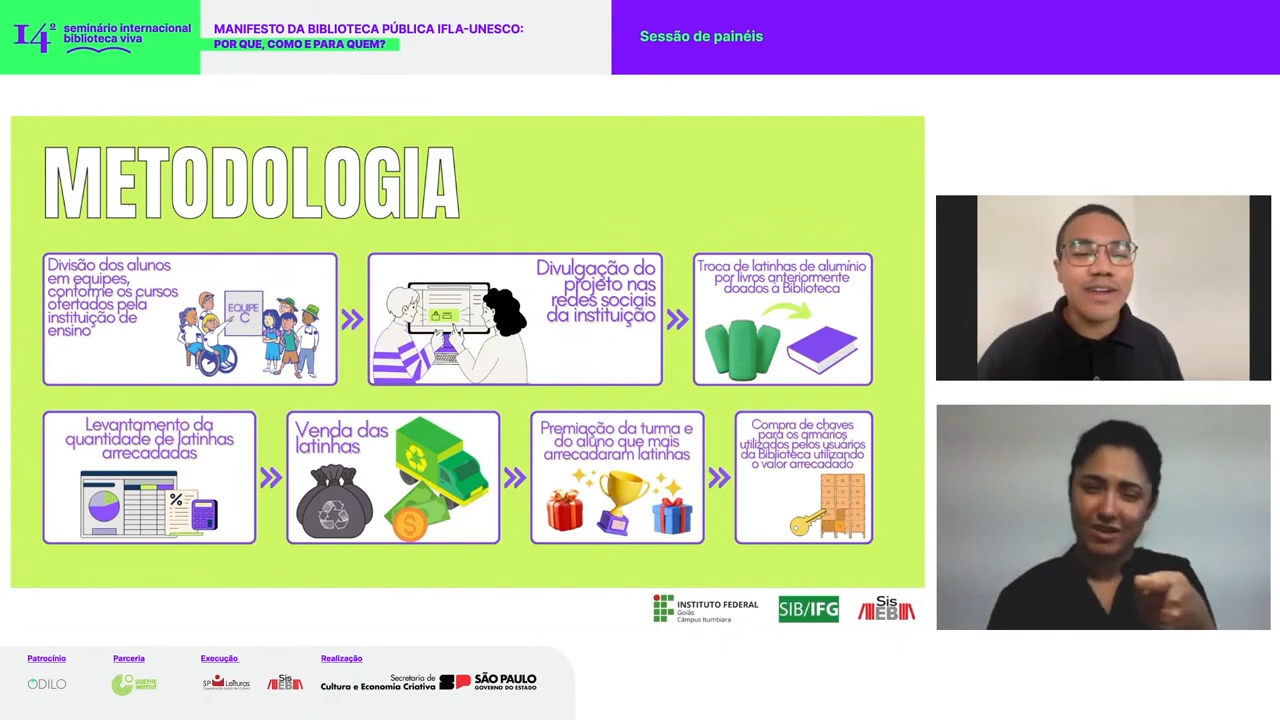 14º seminário internacional
biblioteca viva
MANIFESTO DA BIBLIOTECA PÚBLICA IFLA-UNESCO:
POR QUE, COMO E PARA QUEM?
Sessão de painéis
METODOLOGIA
Divisão dos alunos
em equipes,
conforme os cursos
ofertados pela
instituição de
ensino
EQUIPE
C
Divulgação do
projeto nas
redes sociais
da instituição
Troca de latinhas de alumínio
por livros anteriormente
doados à Biblioteca
Levantamento da
quantidade de latinhas
arrecadadas
%
Venda das
latinhas
$
Premiação da turma e
do aluno que mais
arrecadaram latinhas
Compra de chaves
para os armários
utilizados pelos usuários
da Biblioteca utilizando
o valor arrecadado
INSTITUTO FEDERAL
Goiás
Câmpus Itumbiara
SIB/IFG
SisEB
Patrocínio
Parceria
Execução
Realização
ODILO
GOETHE
INSTITUT
SP Leituras
SisEB
Secretaria de
Cultura e Economia Criativa
SÃO PAULO
GOVERNO DO ESTADO